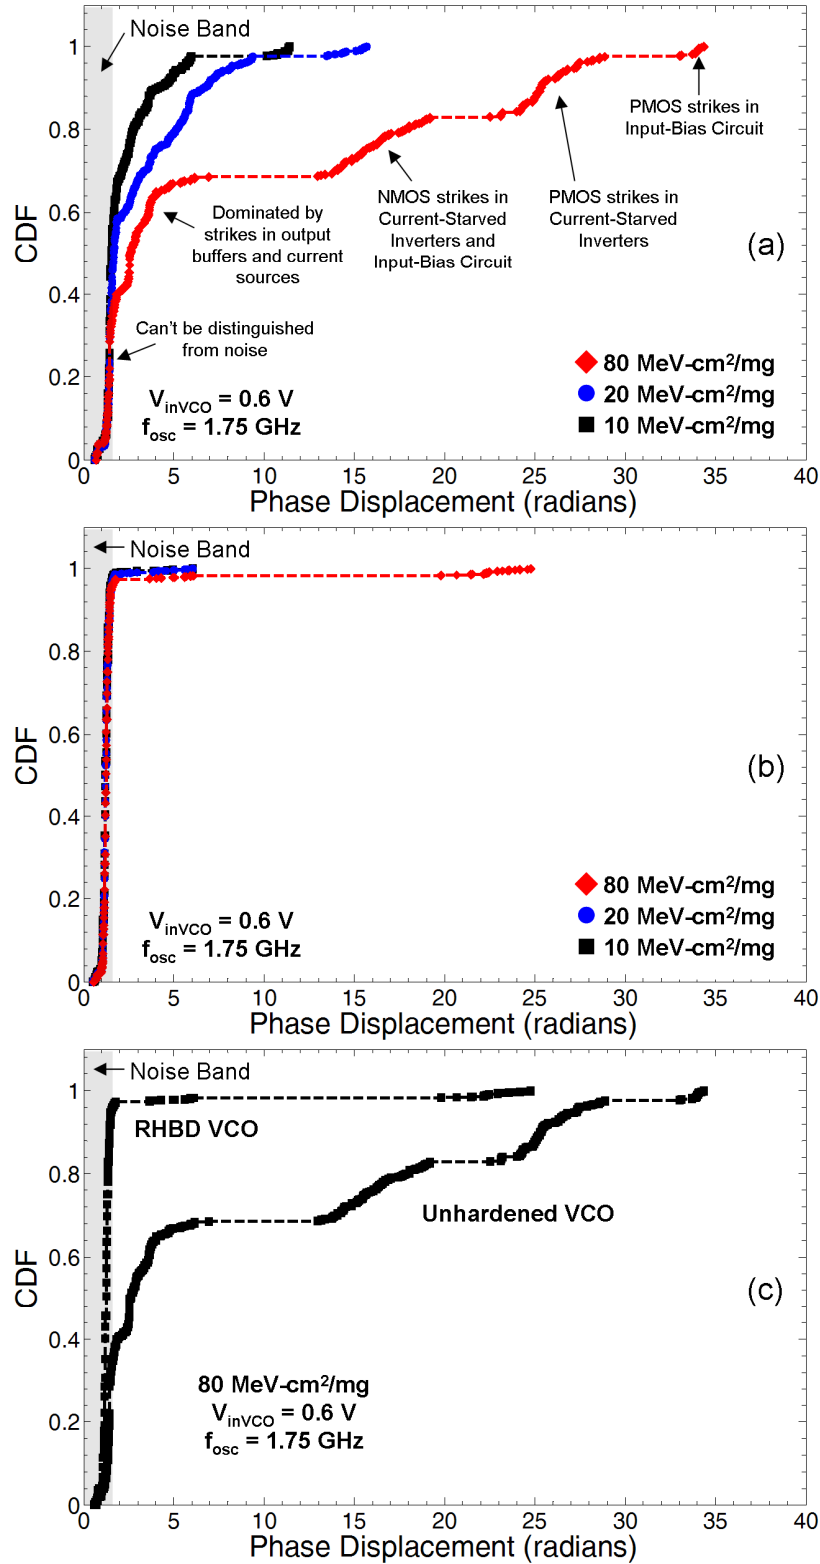 Noise Band
1
0.8
0.6
0.4
0.2
0
CDF
PMOS strikes in
Input-Bias Circuit
Dominated by
strikes in output
buffers and current
sources
NMOS strikes in
Current-Starved
Inverters and
Input-Bias Circuit
PMOS strikes in
Current-Starved
Inverters
(a)
Can't be distinguished
from noise
V_inVCO = 0.6 V
f_osc = 1.75 GHz
80 MeV-cm²/mg
20 MeV-cm²/mg
10 MeV-cm²/mg
0 5 10 15 20 25 30 35 40
Phase Displacement (radians)
Noise Band
1
0.8
0.6
0.4
0.2
0
CDF
(b)
V_inVCO = 0.6 V
f_osc = 1.75 GHz
80 MeV-cm²/mg
20 MeV-cm²/mg
10 MeV-cm²/mg
0 5 10 15 20 25 30 35 40
Phase Displacement (radians)
Noise Band
1
0.8
0.6
0.4
0.2
0
CDF
RHBD VCO
Unhardened VCO
(c)
80 MeV-cm²/mg
V_inVCO = 0.6 V
f_osc = 1.75 GHz
0 5 10 15 20 25 30 35 40
Phase Displacement (radians)